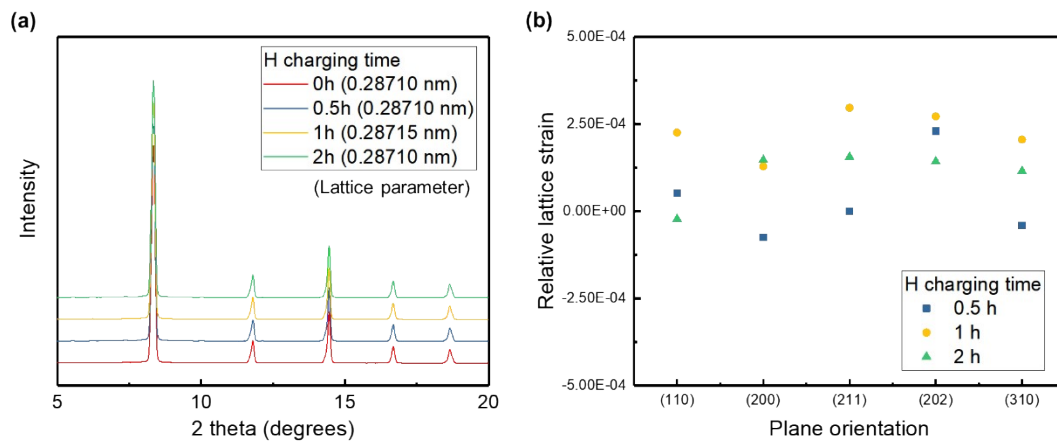 (a)
Intensity
H charging time
0h (0.28710 nm)
0.5h (0.28710 nm)
1h (0.28715 nm)
2h (0.28710 nm)
(Lattice parameter)
5 10 15 20
2 theta (degrees)
(b)
Relative lattice strain
5.00E-04
2.50E-04
0.00E+00
-2.50E-04
-5.00E-04
H charging time
0.5 h
1 h
2 h
(110) (200) (211) (202) (310)
Plane orientation